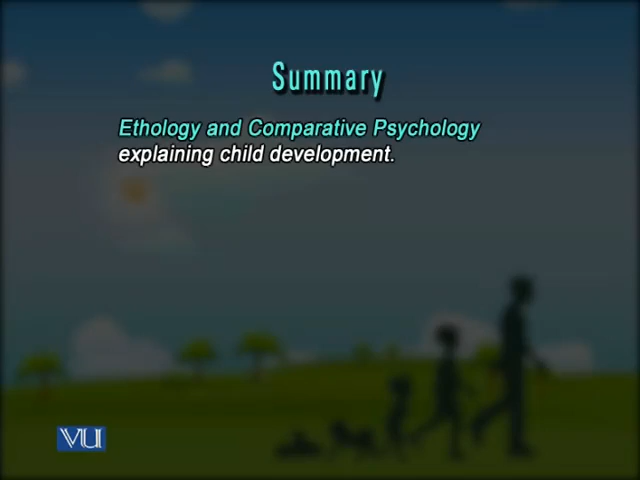 Summary
Ethology and Comparative Psychology
explaining child development.
VU